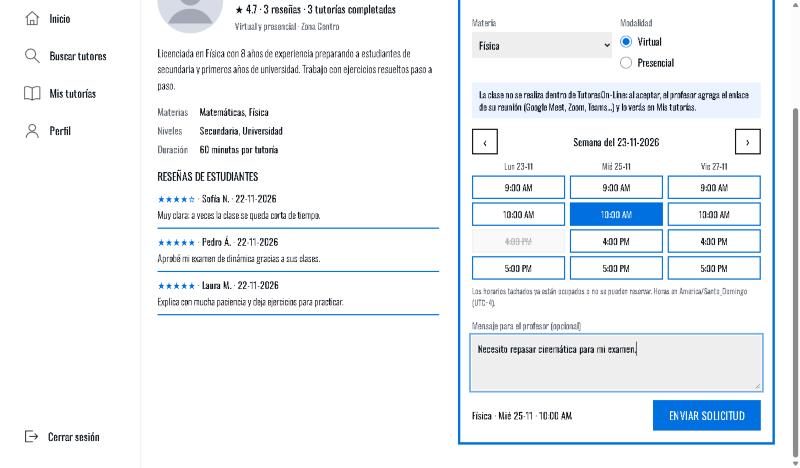 Inicio
Buscar tutores
Mis tutorías
Perfil
Cerrar sesión
★ 4.7 · 3 reseñas · 3 tutorías completadas
Virtual y presencial · Zona Centro
Licenciada en Física con 8 años de experiencia preparando a estudiantes de
secundaria y primeros años de universidad. Trabajo con ejercicios resueltos paso a
paso.
Materias Matemáticas, Física
Niveles Secundaria, Universidad
Duración 60 minutos por tutoría
RESEÑAS DE ESTUDIANTES
★★★★☆ · Sofía N. · 22-11-2026
Muy clara; a veces la clase se queda corta de tiempo.
★★★★★ · Pedro Á. · 22-11-2026
Aprobé mi examen de dinámica gracias a sus clases.
★★★★★ · Laura M. · 22-11-2026
Explica con mucha paciencia y deja ejercicios para practicar.
Materia
Física
Modalidad
Virtual
Presencial
La clase no se realiza dentro de TutoresOn-Line: al aceptar, el profesor agrega el enlace
de su reunión (Google Meet, Zoom, Teams...) y lo verás en Mis tutorías.
‹ Semana del 23-11-2026 ›
Lun 23-11 Mié 25-11 Vie 27-11
9:00 AM 9:00 AM 9:00 AM
10:00 AM 10:00 AM 10:00 AM
4:00 PM 4:00 PM 4:00 PM
5:00 PM 5:00 PM 5:00 PM
Los horarios tachados ya están ocupados o no se pueden reservar. Horas en America/Santo_Domingo
(UTC-4).
Mensaje para el profesor (opcional)
Necesito repasar cinemática para mi examen.
Física · Mié 25-11 · 10:00 AM
ENVIAR SOLICITUD